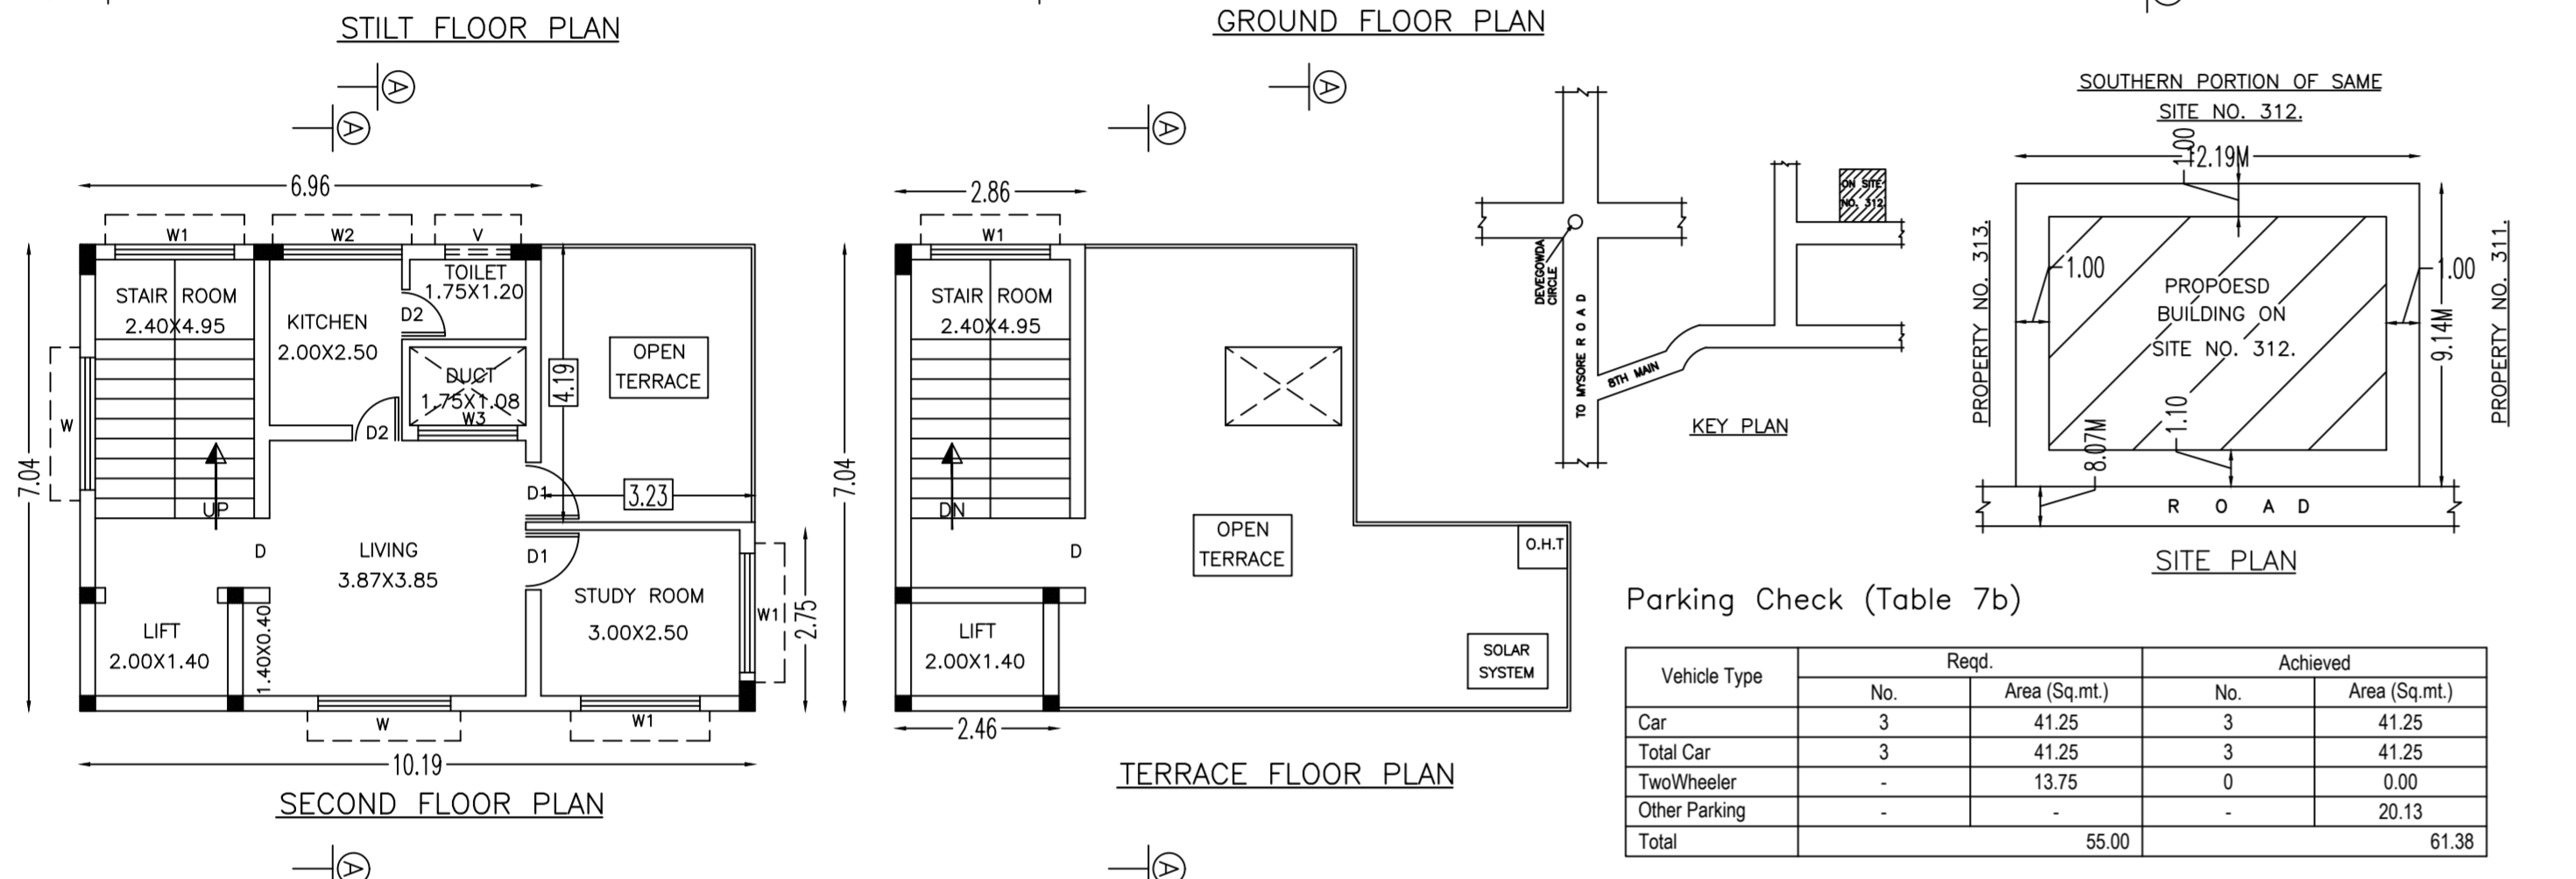 STILT FLOOR PLAN
GROUND FLOOR PLAN
A
A
A
A
6.96
W1
W2
V
TOILET
1.75X1.20
STAIR ROOM
2.40X4.95
KITCHEN
2.00X2.50
D2
DUCT
1.75X1.08
W3
D2
OPEN
TERRACE
4.19
3.23
W
7.04
UP
D1
D
LIVING
3.87X3.85
D1
STUDY ROOM
3.00X2.50
W1
2.75
LIFT
2.00X1.40
1.40X0.40
W
W1
10.19
SECOND FLOOR PLAN
A
2.86
W1
STAIR ROOM
2.40X4.95
7.04
DN
D
OPEN
TERRACE
O.H.T
LIFT
2.00X1.40
SOLAR
SYSTEM
2.46
TERRACE FLOOR PLAN
A
ON SITE
NO. 312
DEVEGOWDA
CIRCLE
TO MYSORE ROAD
8TH MAIN
KEY PLAN
SOUTHERN PORTION OF SAME
SITE NO. 312.
1.00
12.19M
PROPERTY NO. 313.
1.00
PROPOESD
BUILDING ON
SITE NO. 312.
1.00
9.14M
PROPERTY NO. 311.
8.07M
1.10
ROAD
SITE PLAN
Parking Check (Table 7b)
Vehicle Type Reqd. Achieved
No. Area (Sq.mt.) No. Area (Sq.mt.)
Car 3 41.25 3 41.25
Total Car 3 41.25 3 41.25
TwoWheeler - 13.75 0 0.00
Other Parking - - - 20.13
Total 55.00 61.38